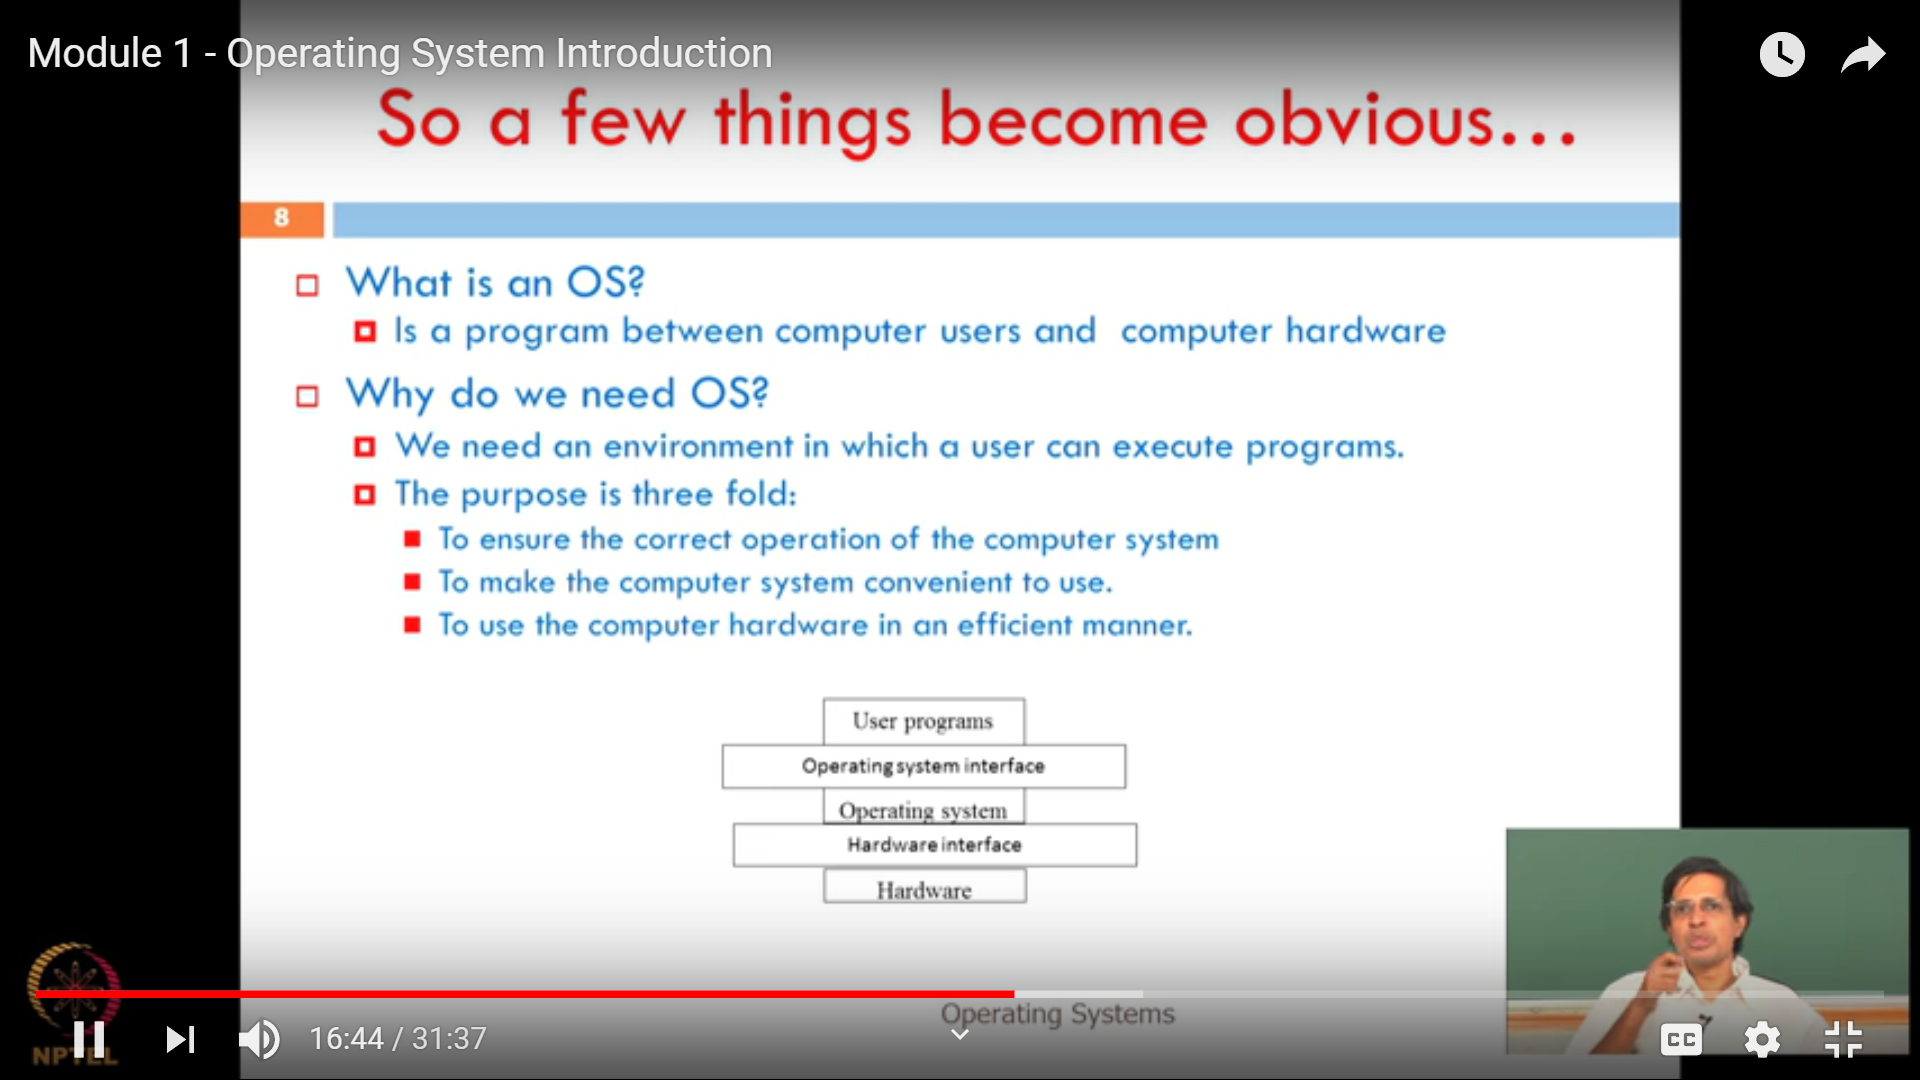 Module 1 - Operating System Introduction
So a few things become obvious...
8
What is an OS?
Is a program between computer users and computer hardware
Why do we need OS?
We need an environment in which a user can execute programs.
The purpose is three fold:
To ensure the correct operation of the computer system
To make the computer system convenient to use.
To use the computer hardware in an efficient manner.
User programs
Operating system interface
Operating system
Hardware interface
Hardware
Operating Systems
16:44 / 31:37
CC
NPTEL